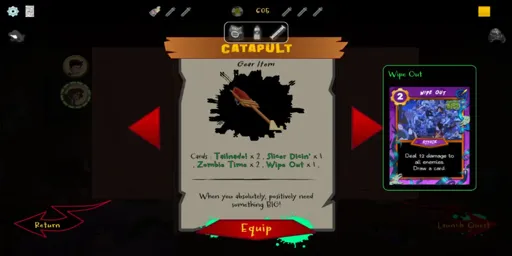 CATAPULT
Gear Item
Cards : Tailnado! x 2 , Slicer Divin' x 1
, Zombie Time x 2 , Wipe Out x 1 ,
When you absolutely, positively need
something BIG!
Equip
Return
Launch Quest
Wipe Out
2
WIPE OUT
ATTACK
Deal 12 damage to
all enemies.
Draw a card.